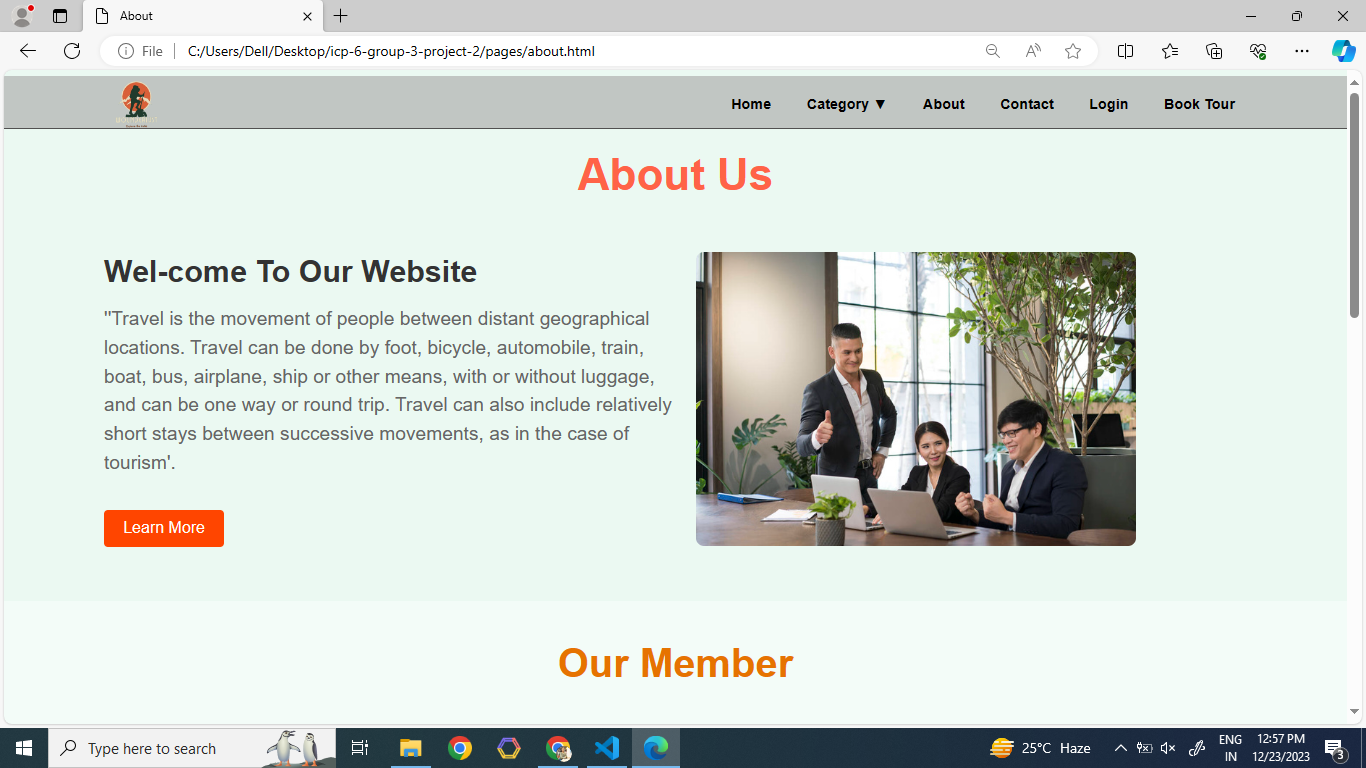 About
File
C:/Users/Dell/Desktop/icp-6-group-3-project-2/pages/about.html
Home Category ▼ About Contact Login Book Tour
About Us
Wel-come To Our Website
"Travel is the movement of people between distant geographical
locations. Travel can be done by foot, bicycle, automobile, train,
boat, bus, airplane, ship or other means, with or without luggage,
and can be one way or round trip. Travel can also include relatively
short stays between successive movements, as in the case of
tourism'.
Learn More
Our Member
Type here to search
25°C Haze
ENG
IN
12:57 PM
12/23/2023
3